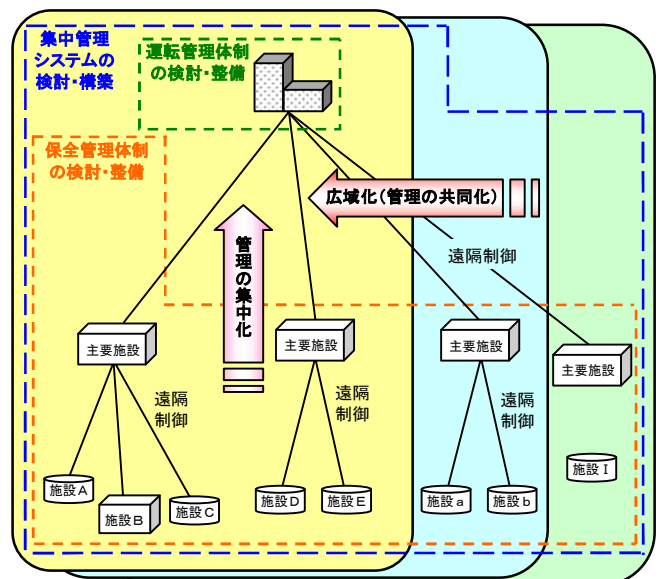 集中管理
システムの
検討・構築
運転管理体制
の検討・整備
保全管理体制
の検討・整備
広域化(管理の共同化)
管理の集中化
遠隔制御
主要施設
主要施設
主要施設
主要施設
遠隔
制御
遠隔
制御
遠隔
制御
施設A
施設B
施設C
施設D
施設E
施設a
施設b
施設I